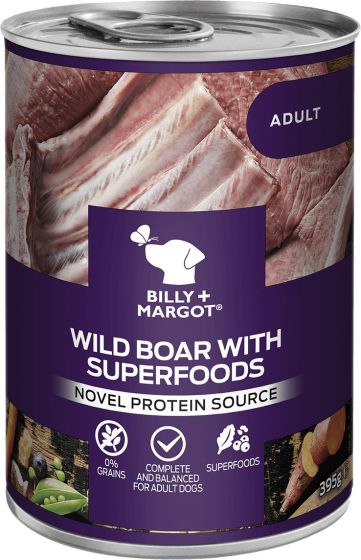 ADULT
BILLY +
MARGOT®
WILD BOAR WITH
SUPERFOODS
NOVEL PROTEIN SOURCE
0%
GRAINS
COMPLETE
AND BALANCED
FOR ADULT DOGS
SUPERFOODS
395g